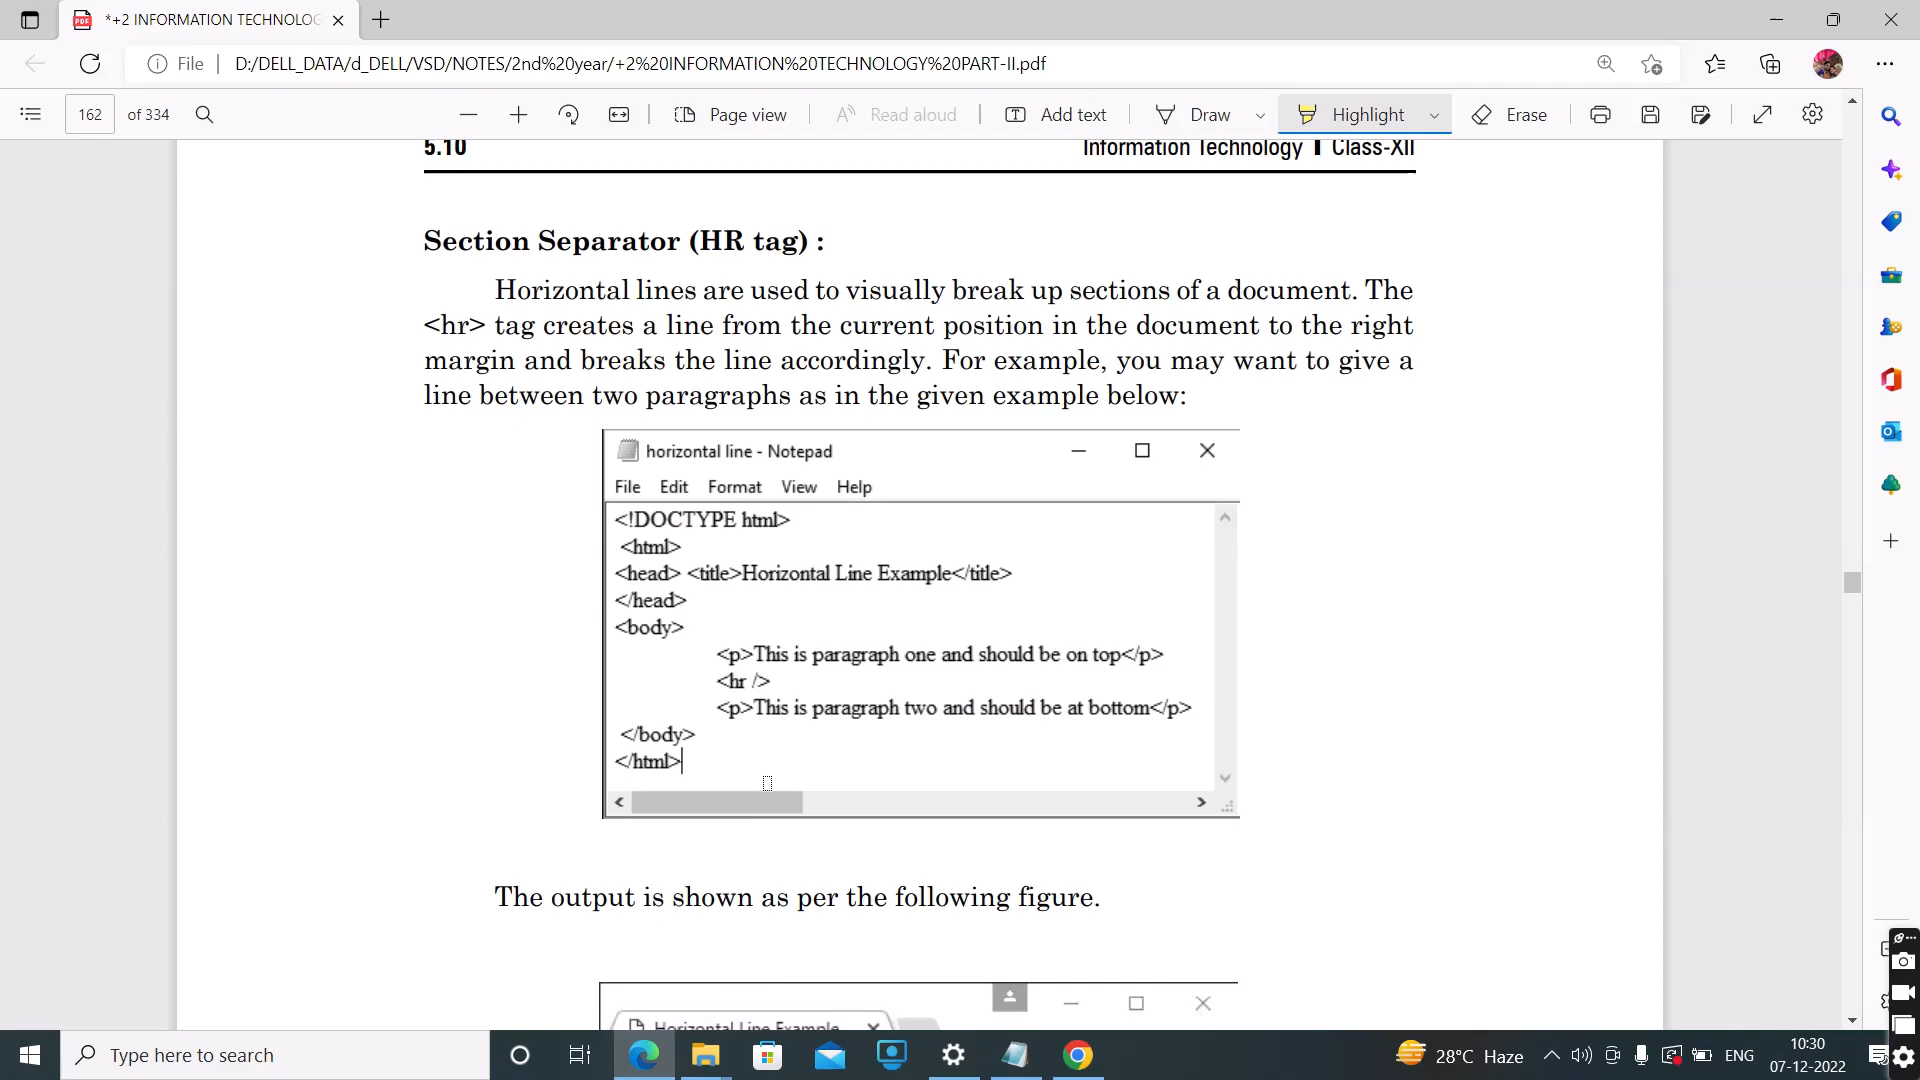 *+2 INFORMATION TECHNOLOG
File D:/DELL_DATA/d_DELL/VSD/NOTES/2nd%20year/+2%20INFORMATION%20TECHNOLOGY%20PART-II.pdf
162 of 334 Page view Read aloud Add text Draw Highlight Erase
5.10 Information Technology Class-XII
Section Separator (HR tag) :
Horizontal lines are used to visually break up sections of a document. The
<hr> tag creates a line from the current position in the document to the right
margin and breaks the line accordingly. For example, you may want to give a
line between two paragraphs as in the given example below:
horizontal line - Notepad
File Edit Format View Help
<!DOCTYPE html>
<html>
<head> <title>Horizontal Line Example</title>
</head>
<body>
<p>This is paragraph one and should be on top</p>
<hr />
<p>This is paragraph two and should be at bottom</p>
</body>
</html>
The output is shown as per the following figure.
Horizontal Line Example
Type here to search
28°C Haze
ENG
10:30
07-12-2022